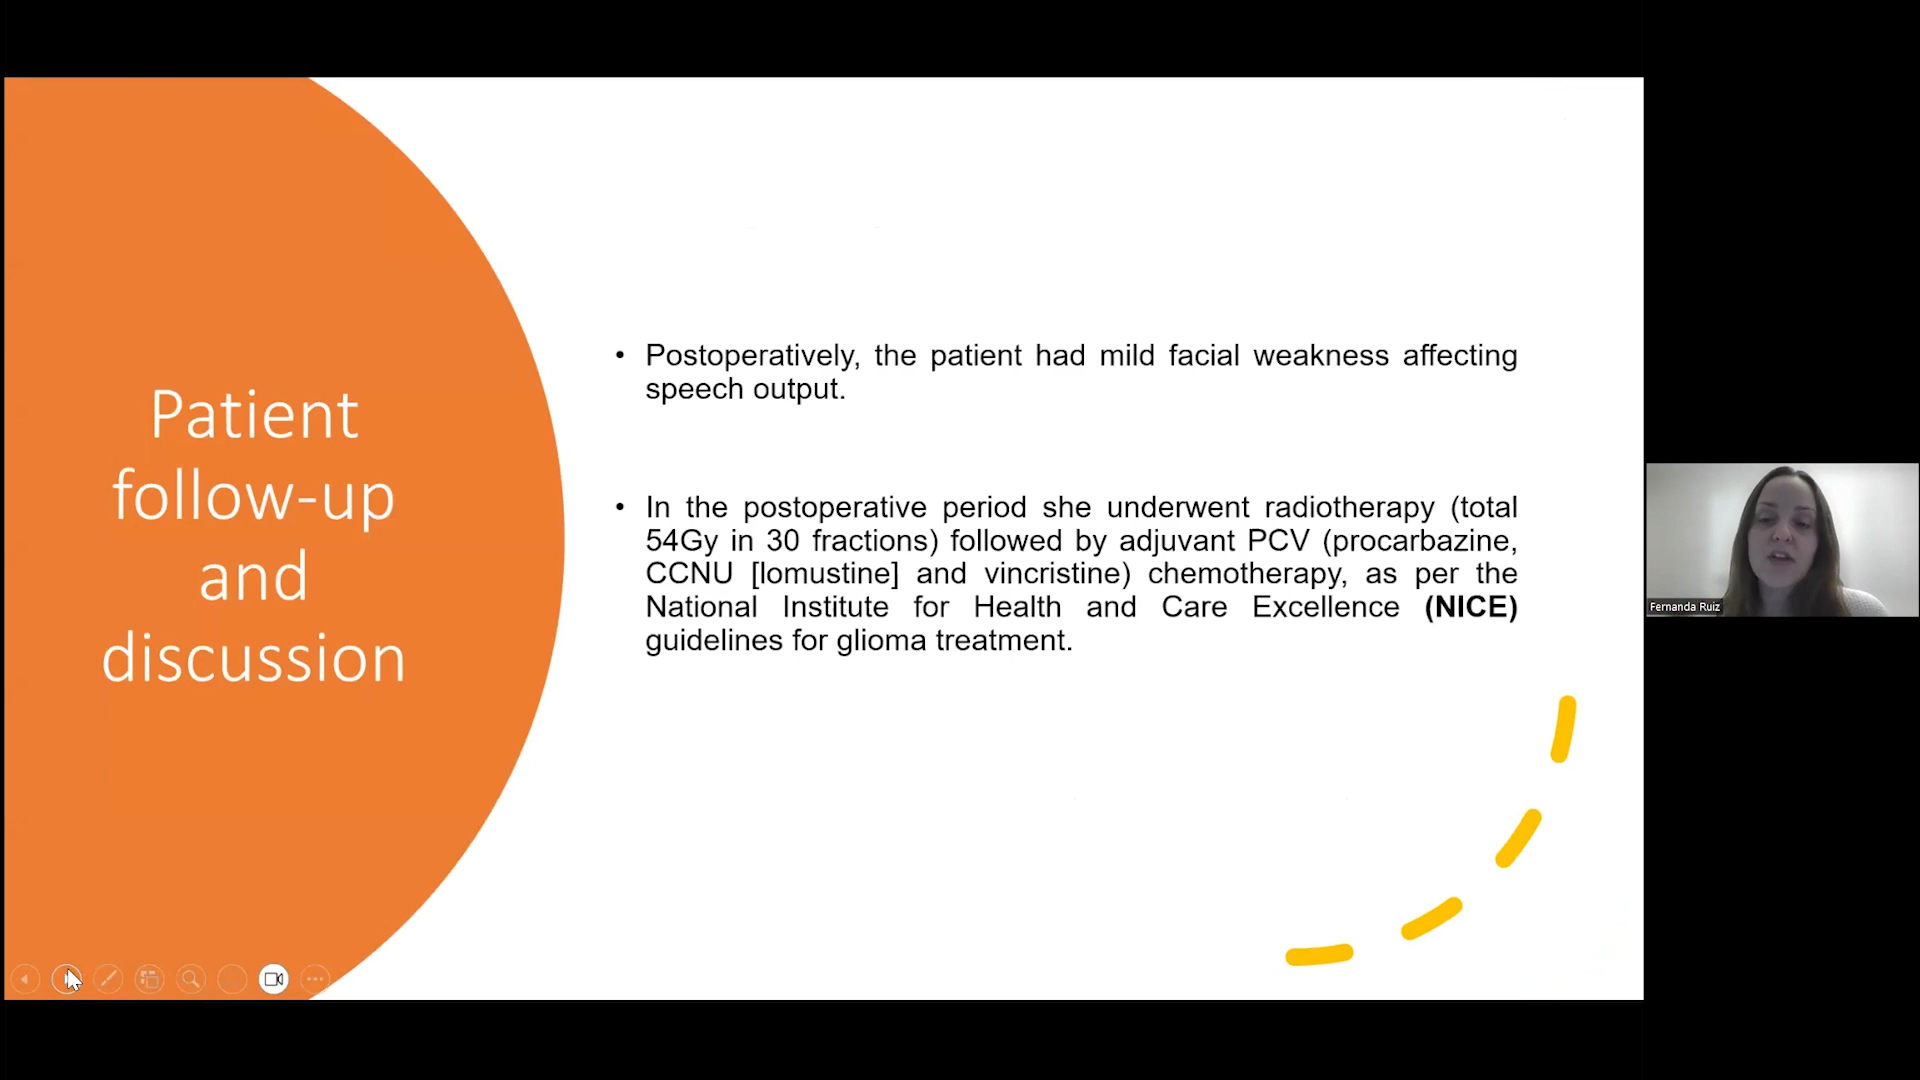 Patient
follow-up
and
discussion
• Postoperatively, the patient had mild facial weakness affecting
speech output.
• In the postoperative period she underwent radiotherapy (total
54Gy in 30 fractions) followed by adjuvant PCV (procarbazine,
CCNU [lomustine] and vincristine) chemotherapy, as per the
National Institute for Health and Care Excellence (NICE)
guidelines for glioma treatment.
Fernanda Ruiz